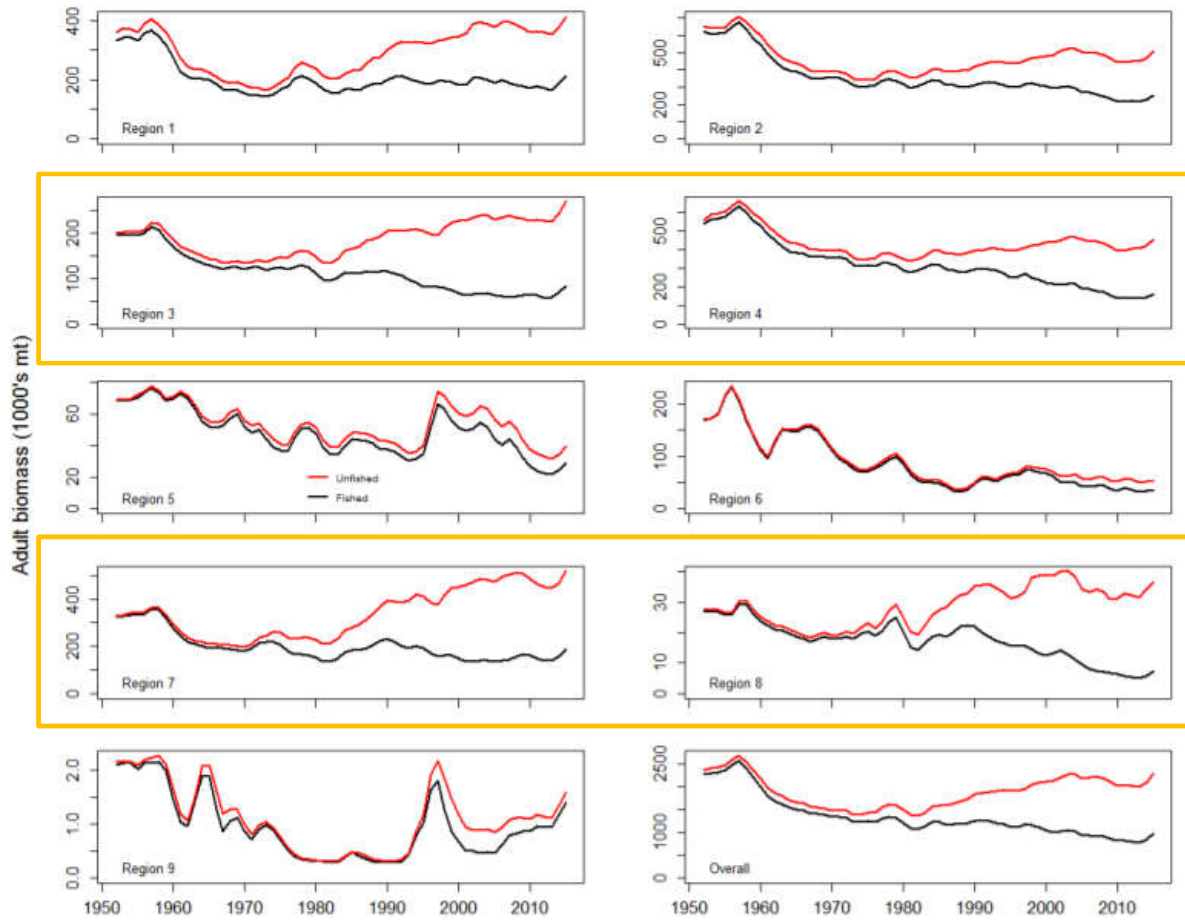 Adult biomass (1000's mt)
400
200
0
Region 1
500
200
0
Region 2
200
100
0
Region 3
500
200
0
Region 4
60
20
0
Region 5
Unfished
Fished
200
100
50
0
Region 6
400
200
0
Region 7
30
10
0
Region 8
2.0
1.0
0.0
Region 9
2500
1000
0
Overall
1950 1960 1970 1980 1990 2000 2010
1950 1960 1970 1980 1990 2000 2010